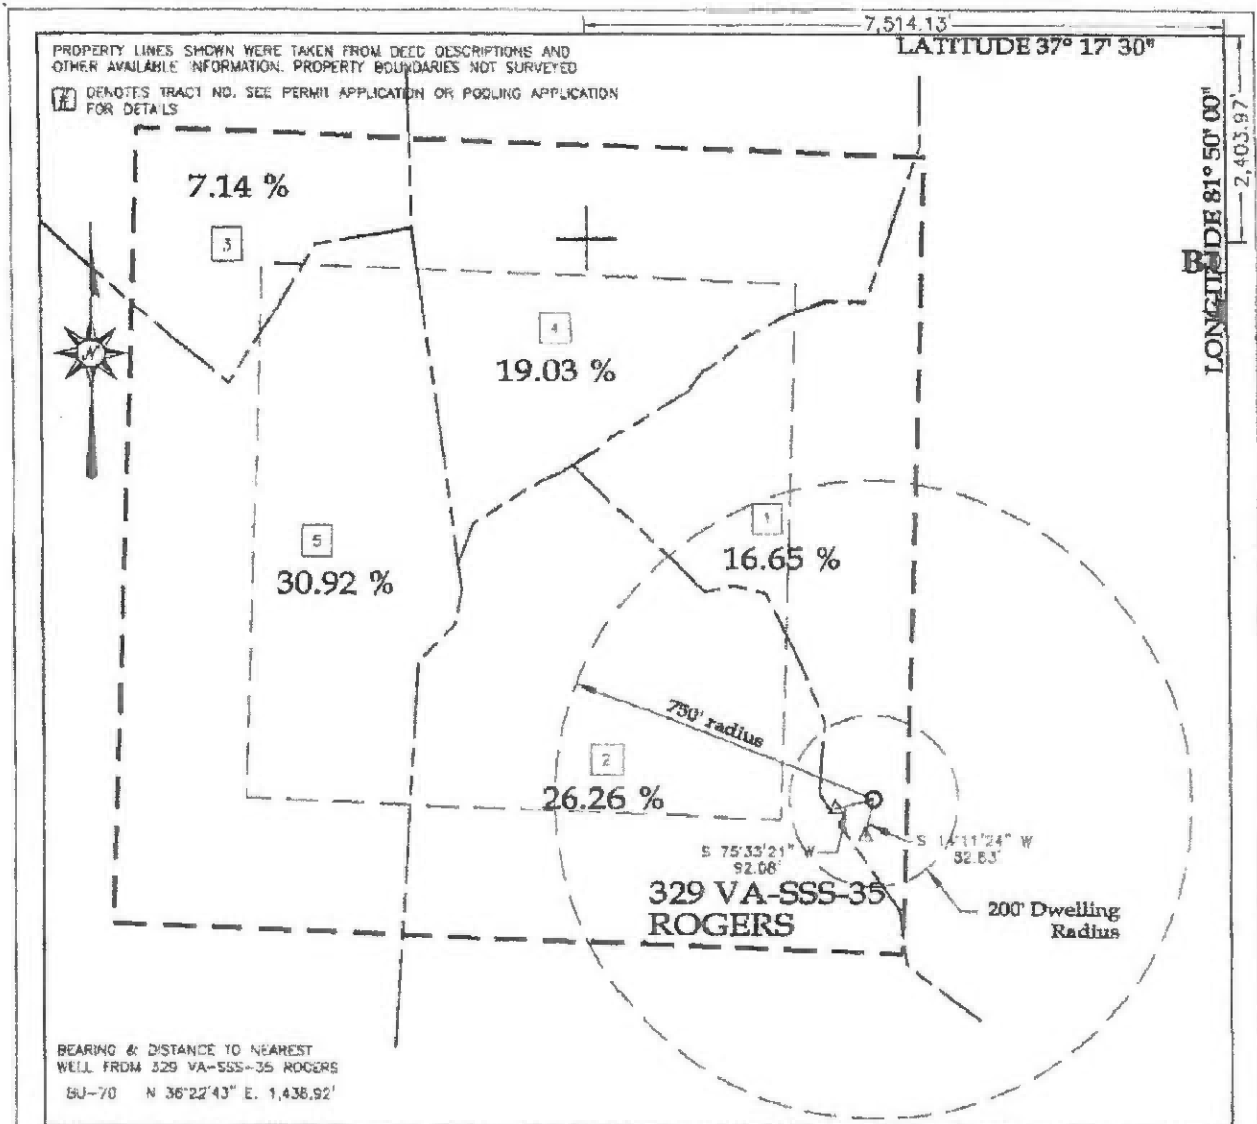 7,514.13'
LATITUDE 37° 17' 30"
PROPERTY LINES SHOWN WERE TAKEN FROM DEED DESCRIPTIONS AND
OTHER AVAILABLE INFORMATION. PROPERTY BOUNDARIES NOT SURVEYED
# DENOTES TRACT NO. SEE PERMIT APPLICATION OR POOLING APPLICATION
FOR DETAILS
2,403.97'
LONGITUDE 81° 50' 00"
7.14 %
3
4
19.03 %
N
5
30.92 %
1
16.65 %
750' radius
2
26.26 %
S 75°33'21" W
92.08'
S 14°11'24" W
82.83'
329 VA-SSS-35
ROGERS
200' Dwelling
Radius
BEARING & DISTANCE TO NEAREST
WELL FROM 329 VA-SSS-35 ROGERS
BU-70 N 36°22'43" E. 1,438.92'